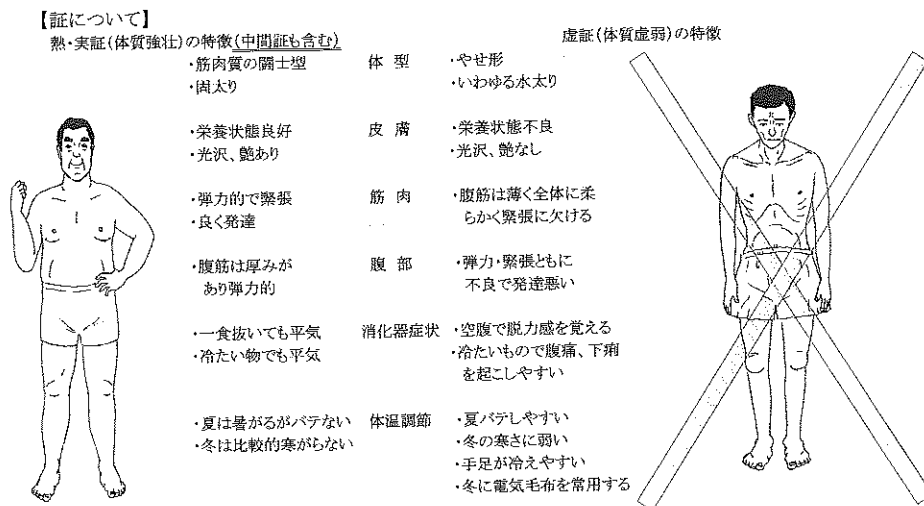 【証について】
熱・実証(体質強壮)の特徴(中間証も含む)
虚証(体質虚弱)の特徴
・筋肉質の闘士型
・固太り
体 型
・やせ形
・いわゆる水太り
・栄養状態良好
・光沢、艶あり
皮 膚
・栄養状態不良
・光沢、艶なし
・弾力的で緊張
・良く発達
筋 肉
・腹筋は薄く全体に柔
らかく緊張に欠ける
・腹筋は厚みが
あり弾力的
腹 部
・弾力・緊張ともに
不良で発達悪い
・一食抜いても平気
・冷たい物でも平気
消化器症状
・空腹で脱力感を覚える
・冷たいもので腹痛、下痢
を起こしやすい
・夏は暑がるがバテない
・冬は比較的寒がらない
体温調節
・夏バテしやすい
・冬の寒さに弱い
・手足が冷えやすい
・冬に電気毛布を常用する